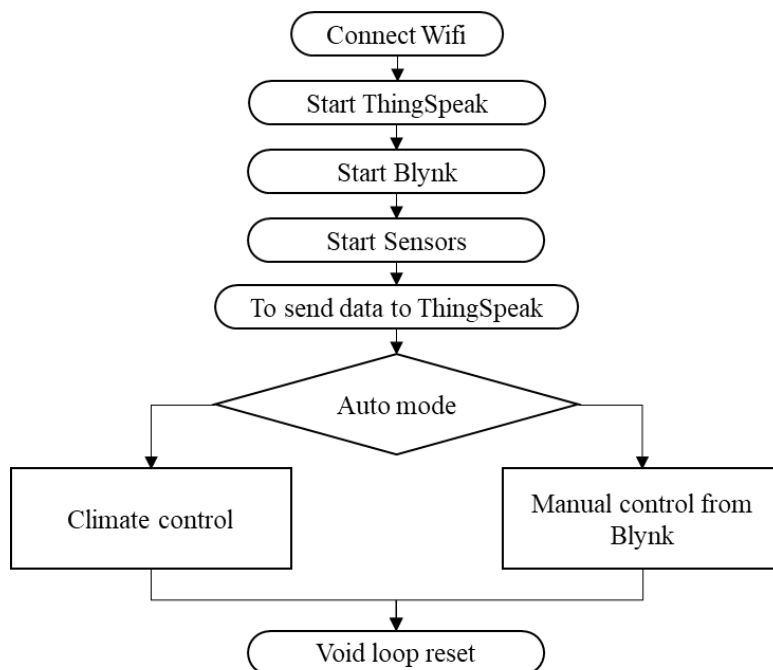 Connect Wifi
Start ThingSpeak
Start Blynk
Start Sensors
To send data to ThingSpeak
Auto mode
Climate control
Manual control from
Blynk
Void loop reset